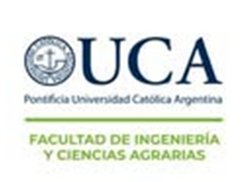 UCA
Pontificia Universidad Católica Argentina
FACULTAD DE INGENIERÍA
Y CIENCIAS AGRARIAS